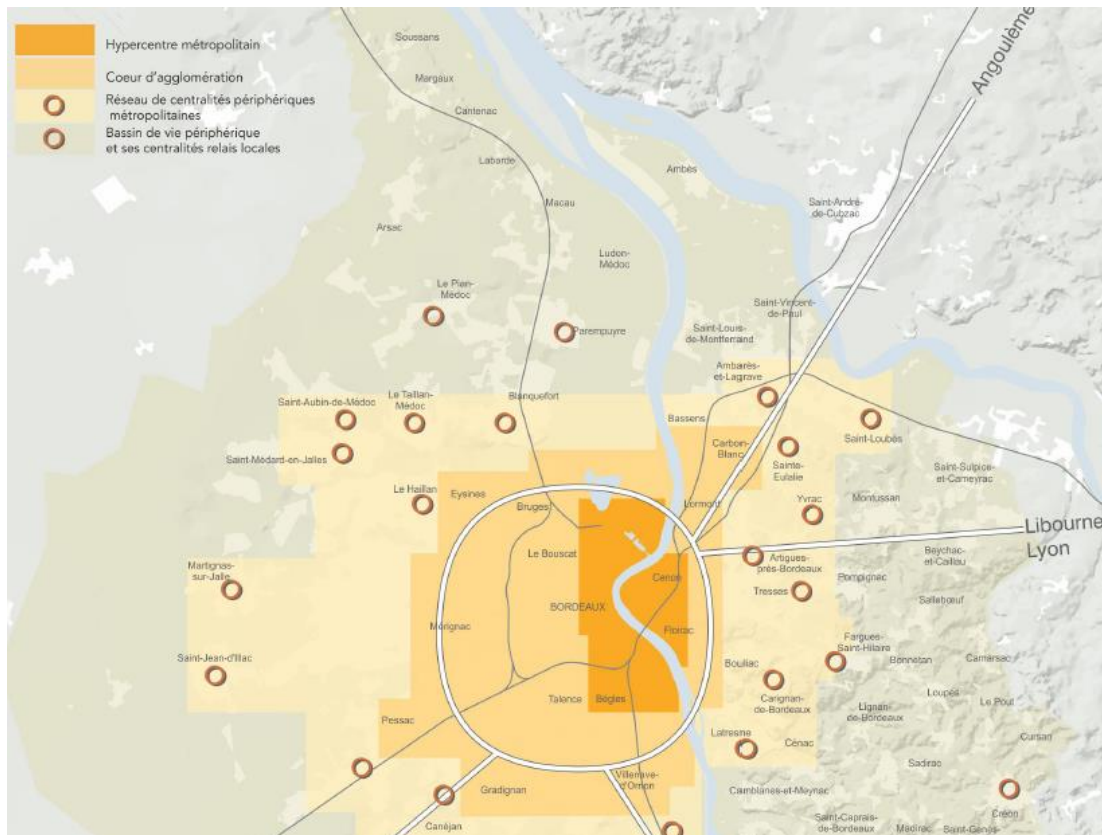 Hypercentre métropolitain
Coeur d'agglomération
Réseau de centralités périphériques
métropolitaines
Bassin de vie périphérique
et ses centralités relais locales
Soussans
Margaux
Cantenac
Labarde
Macau
Arsac
Ludon-
Médoc
Ambès
Angoulème
Saint-André-
de-Cubzac
Le Pian-
Médoc
Parempuyre
Saint-Vincent-
de-Paul
Saint-Louis-
de-Montferrand
Ambarès-
et-Lagrave
Saint-Aubin-de-Médoc
Le Taillan-
Médoc
Blanquefort
Bassens
Carbon-
Blanc
Saint-Loubès
Saint-Médard-en-Jalles
Sainte-
Eulalie
Saint-Sulpice-
et-Cameyrac
Le Haillan
Eysines
Bruges
Lormont
Yvrac
Montussan
Libourne
Lyon
Le Bouscat
Artigues-
près-Bordeaux
Beychac-
et-Caillau
Martignas-
sur-Jalle
Cenon
Pompignac
Tresses
Salleboeuf
BORDEAUX
Mérignac
Floirac
Fargues-
Saint-Hilaire
Saint-Jean-d'Illac
Bouliac
Bonnetan
Camarsac
Carignan-
de-Bordeaux
Loupès
Le Pout
Talence
Bègles
Lignan-
de-Bordeaux
Pessac
Latresne
Cénac
Cursan
Sadirac
Villenave-
d'Ornon
Gradignan
Camblanes-et-Meynac
Créon
Canéjan
Saint-Caprais-
de-Bordeaux
Madirac
Saint-Genès-